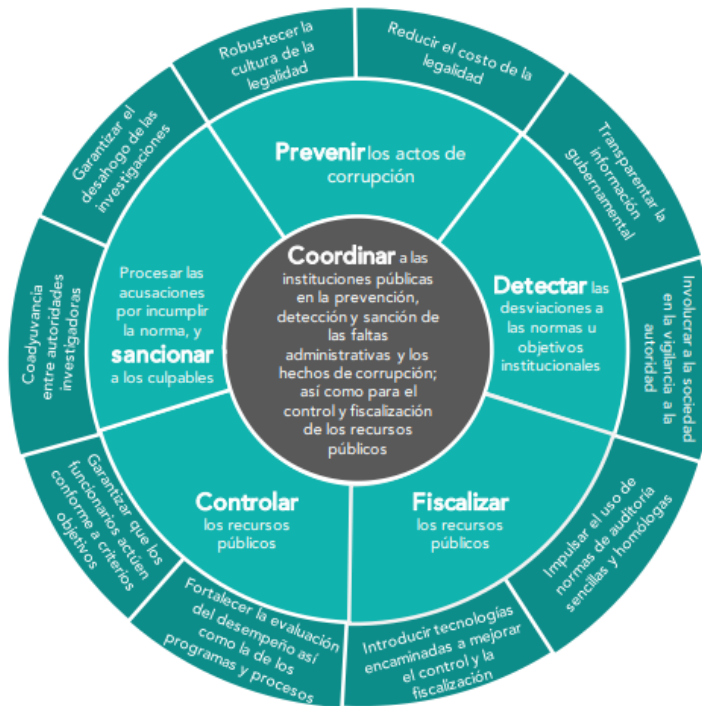 Robustecer la
cultura de la
legalidad
Reducir el costo de la
legalidad
Transparentar la
información
gubernamental
Involucrar a la sociedad
en la vigilancia a la
autoridad
Impulsar el uso de
normas de auditoría
sencillas y homólogas
Introducir tecnologías
encaminadas a mejorar
el control y la
fiscalización
Fortalecer la evaluación
del desempeño así
como la de los
programas y procesos
Garantizar que los
funcionarios actúen
conforme a criterios
objetivos
Coadyuvancia
entre autoridades
investigadoras
Garantizar el
desahogo de las
investigaciones
Prevenir los actos de
corrupción
Detectar las
desviaciones a
las normas u
objetivos
institucionales
Fiscalizar
los recursos
públicos
Controlar
los recursos
públicos
Procesar las
acusaciones
por incumplir
la norma, y
sancionar
a los culpables
Coordinar a las
instituciones públicas
en la prevención,
detección y sanción de
las faltas
administrativas y los
hechos de corrupción;
así como para el
control y fiscalización
de los recursos
públicos